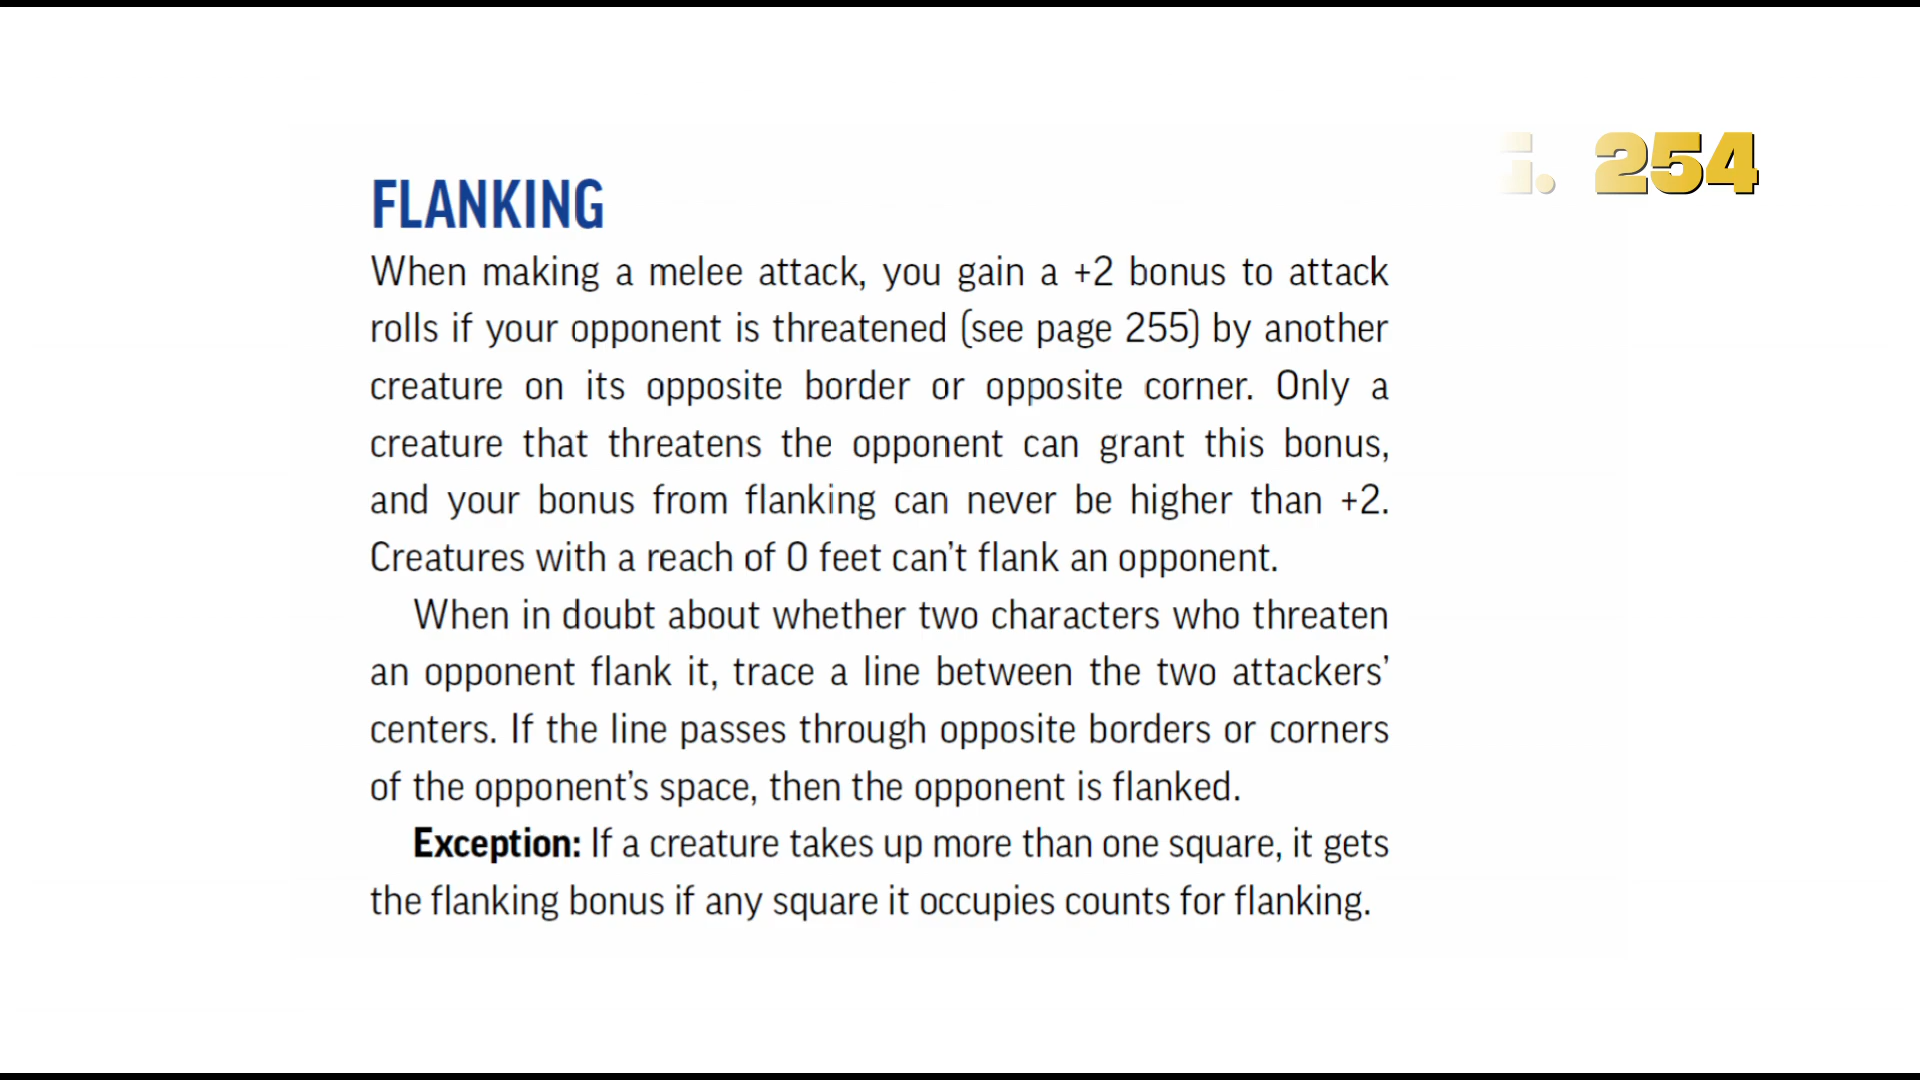 G. 254
FLANKING
When making a melee attack, you gain a +2 bonus to attack
rolls if your opponent is threatened (see page 255) by another
creature on its opposite border or opposite corner. Only a
creature that threatens the opponent can grant this bonus,
and your bonus from flanking can never be higher than +2.
Creatures with a reach of 0 feet can’t flank an opponent.
When in doubt about whether two characters who threaten
an opponent flank it, trace a line between the two attackers’
centers. If the line passes through opposite borders or corners
of the opponent’s space, then the opponent is flanked.
Exception: If a creature takes up more than one square, it gets
the flanking bonus if any square it occupies counts for flanking.